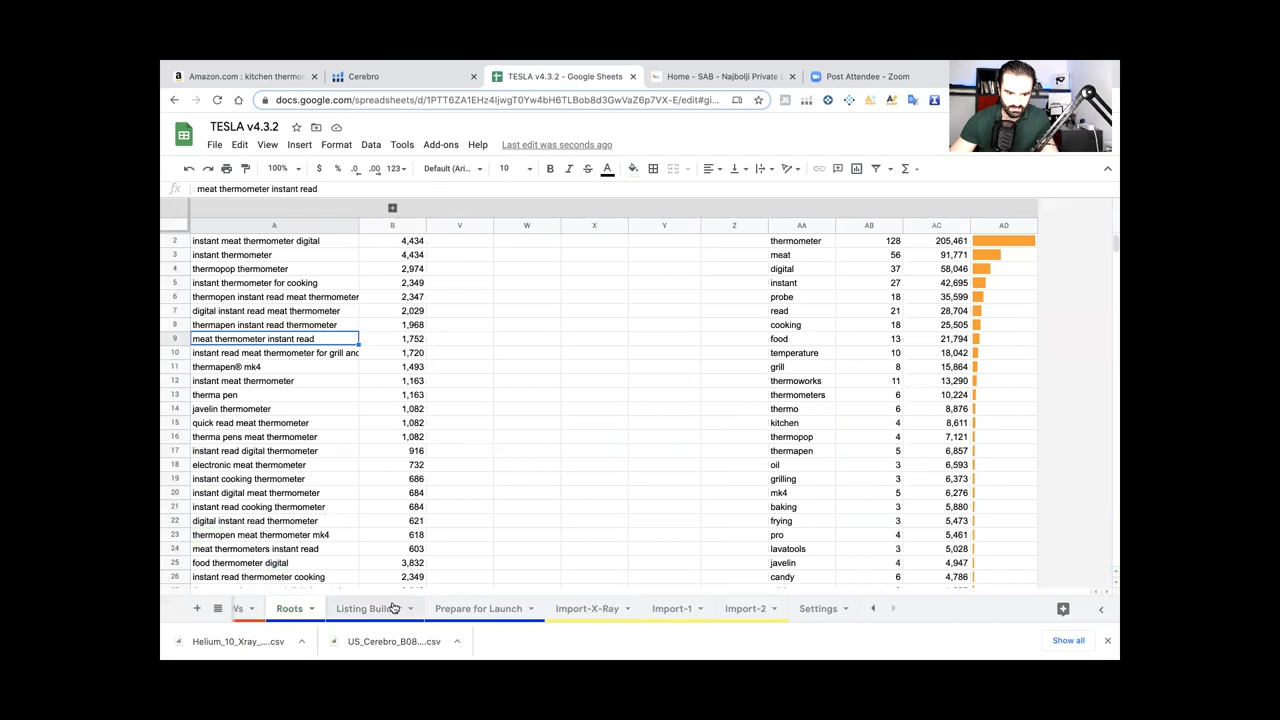 Amazon.com : kitchen thermo
Cerebro
TESLA v4.3.2 - Google Sheets
Home - SAB - Najbolji Private L
Post Attendee - Zoom
docs.google.com/spreadsheets/d/1PTT6ZA1EHz4IjwgT0Yw4bH6TLBob8d3GwVaZ6p7VX-E/edit#gi...
TESLA v4.3.2
File Edit View Insert Format Data Tools Add-ons Help Last edit was seconds ago
100% $ % .0 .00 123 Default (Ari... 10 B I S A
fx meat thermometer instant read
A B V W X Y Z AA AB AC AD
2 instant meat thermometer digital 4,434 thermometer 128 205,461
3 instant thermometer 4,434 meat 56 91,771
4 thermopop thermometer 2,974 digital 37 58,046
5 instant thermometer for cooking 2,349 instant 27 42,695
6 thermopen instant read meat thermometer 2,347 probe 18 35,599
7 digital instant read meat thermometer 2,029 read 21 28,704
8 thermapen instant read thermometer 1,968 cooking 18 25,505
9 meat thermometer instant read 1,752 food 13 21,794
10 instant read meat thermometer for grill and 1,720 temperature 10 18,042
11 thermapen® mk4 1,493 grill 8 15,864
12 instant meat thermometer 1,163 thermoworks 11 13,290
13 therma pen 1,163 thermometers 6 10,224
14 javelin thermometer 1,082 thermo 6 8,876
15 quick read meat thermometer 1,082 kitchen 4 8,611
16 therma pens meat thermometer 1,082 thermopop 4 7,121
17 instant read digital thermometer 916 thermapen 5 6,857
18 electronic meat thermometer 732 oil 3 6,593
19 instant cooking thermometer 686 grilling 3 6,373
20 instant digital meat thermometer 684 mk4 5 6,276
21 instant read cooking thermometer 684 baking 3 5,880
22 digital instant read thermometer 621 frying 3 5,473
23 thermopen meat thermometer mk4 618 pro 4 5,461
24 meat thermometers instant read 603 lavatools 3 5,028
25 food thermometer digital 3,832 javelin 4 4,947
26 instant read thermometer cooking 2,349 candy 6 4,786
Ws Roots Listing Build Prepare for Launch Import-X-Ray Import-1 Import-2 Settings
Helium_10_Xray_....csv US_Cerebro_B08....csv Show all